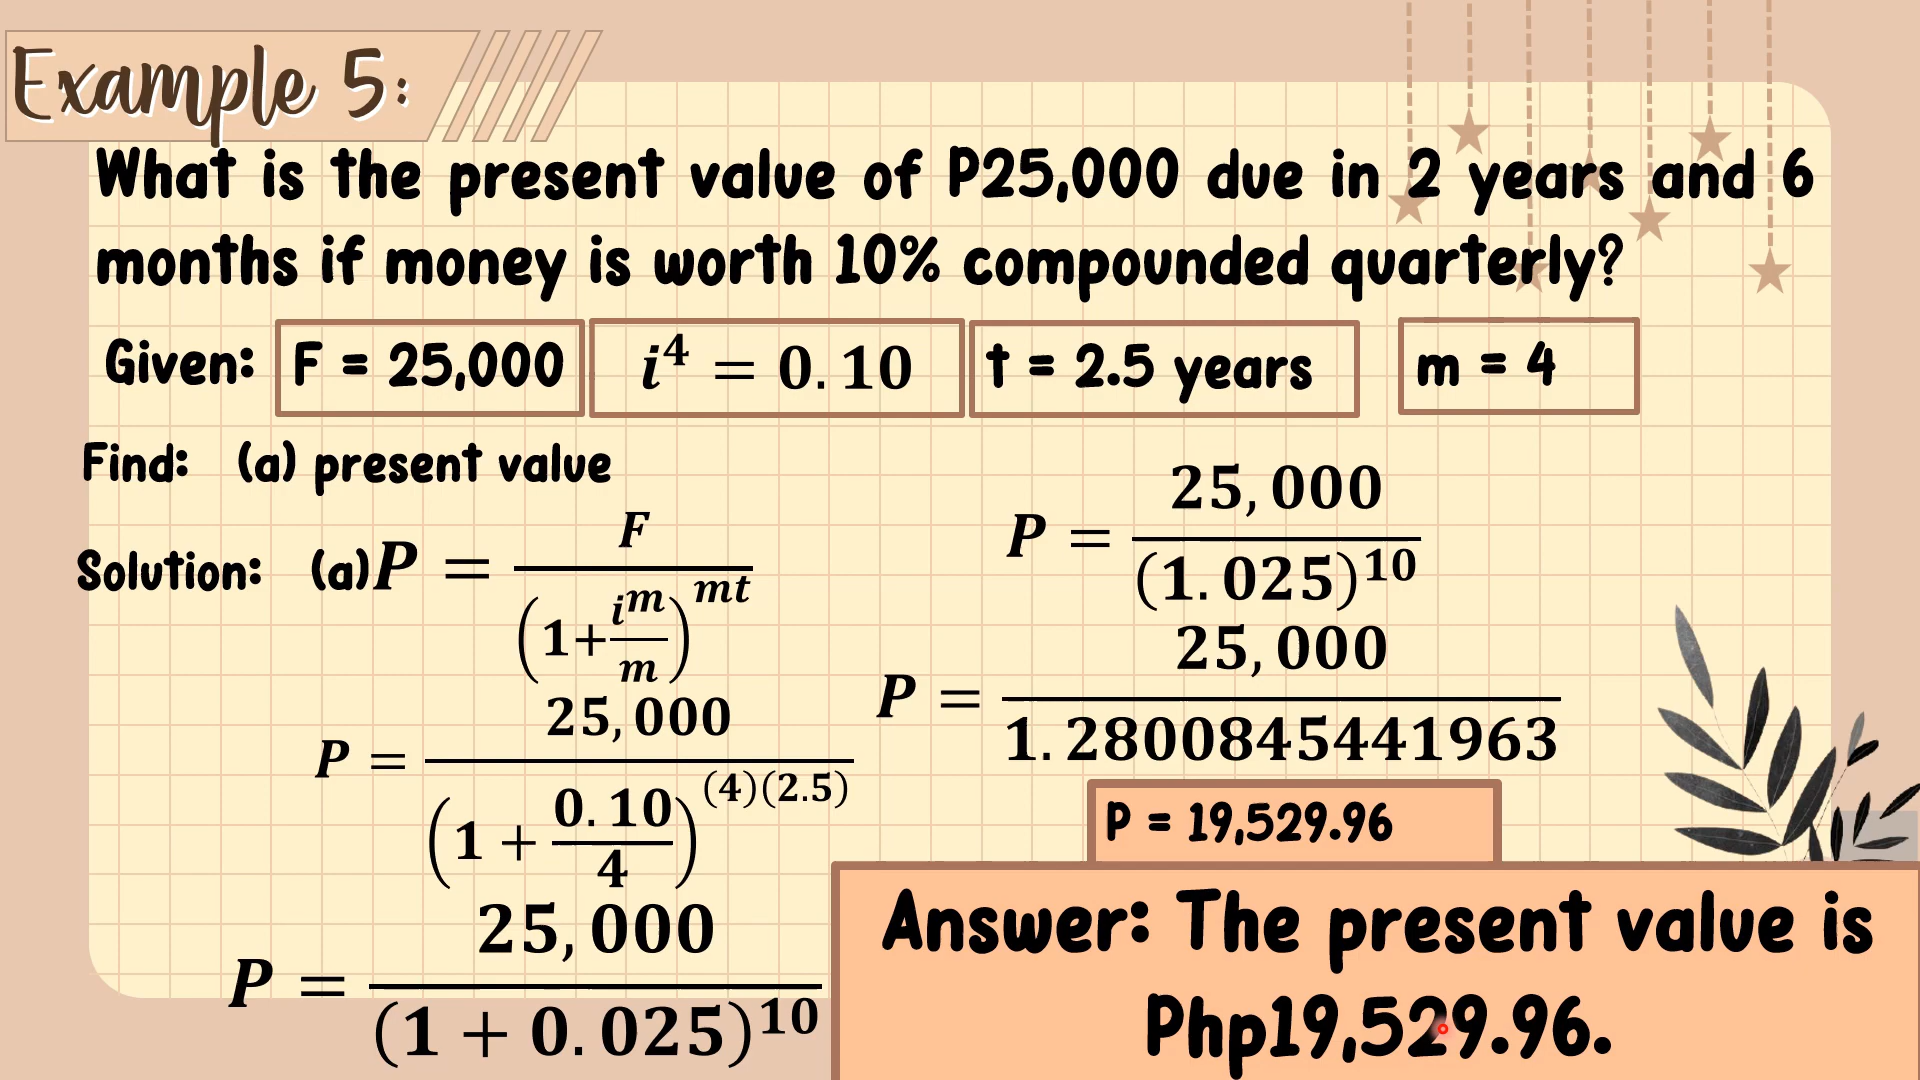 Example 5:
What is the present value of P25,000 due in 2 years and 6
months if money is worth 10% compounded quarterly?
Given: F = 25,000 i^4 = 0.10 t = 2.5 years m = 4
Find: (a) present value
Solution: (a) P = F / (1+ i^m / m)^mt
P = 25,000 / (1 + 0.10 / 4)^(4)(2.5)
P = 25,000 / (1 + 0.025)^10
P = 25,000 / (1.025)^10
P = 25,000 / 1.2800845441963
P = 19,529.96
Answer: The present value is
Php19,529.96.